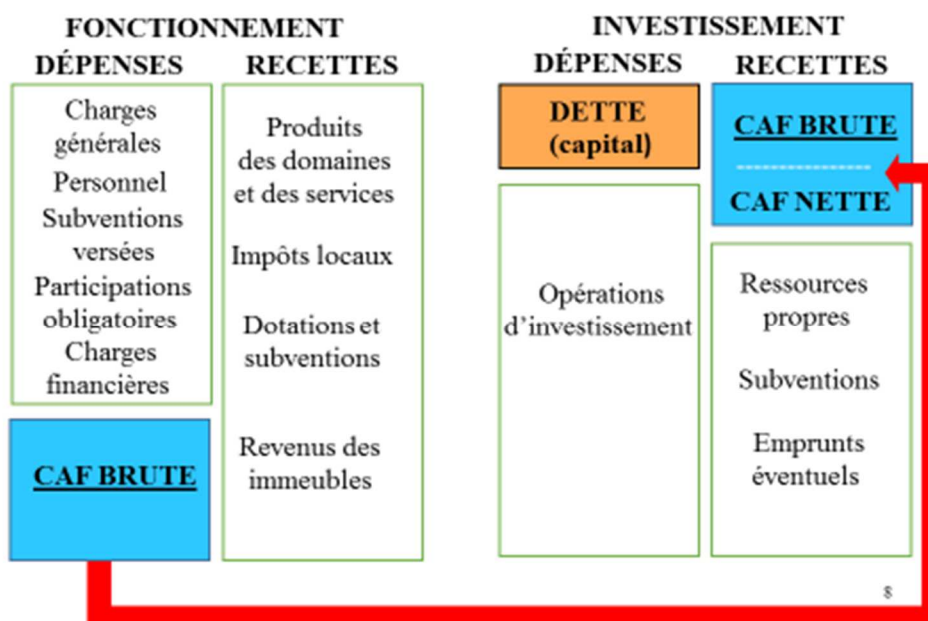 FONCTIONNEMENT
DÉPENSES
RECETTES
Charges
générales
Personnel
Subventions
versées
Participations
obligatoires
Charges
financières
CAF BRUTE
Produits
des domaines
et des services
Impôts locaux
Dotations et
subventions
Revenus des
immeubles
INVESTISSEMENT
DÉPENSES
RECETTES
DETTE
(capital)
Opérations
d'investissement
CAF BRUTE
CAF NETTE
Ressources
propres
Subventions
Emprunts
éventuels
8